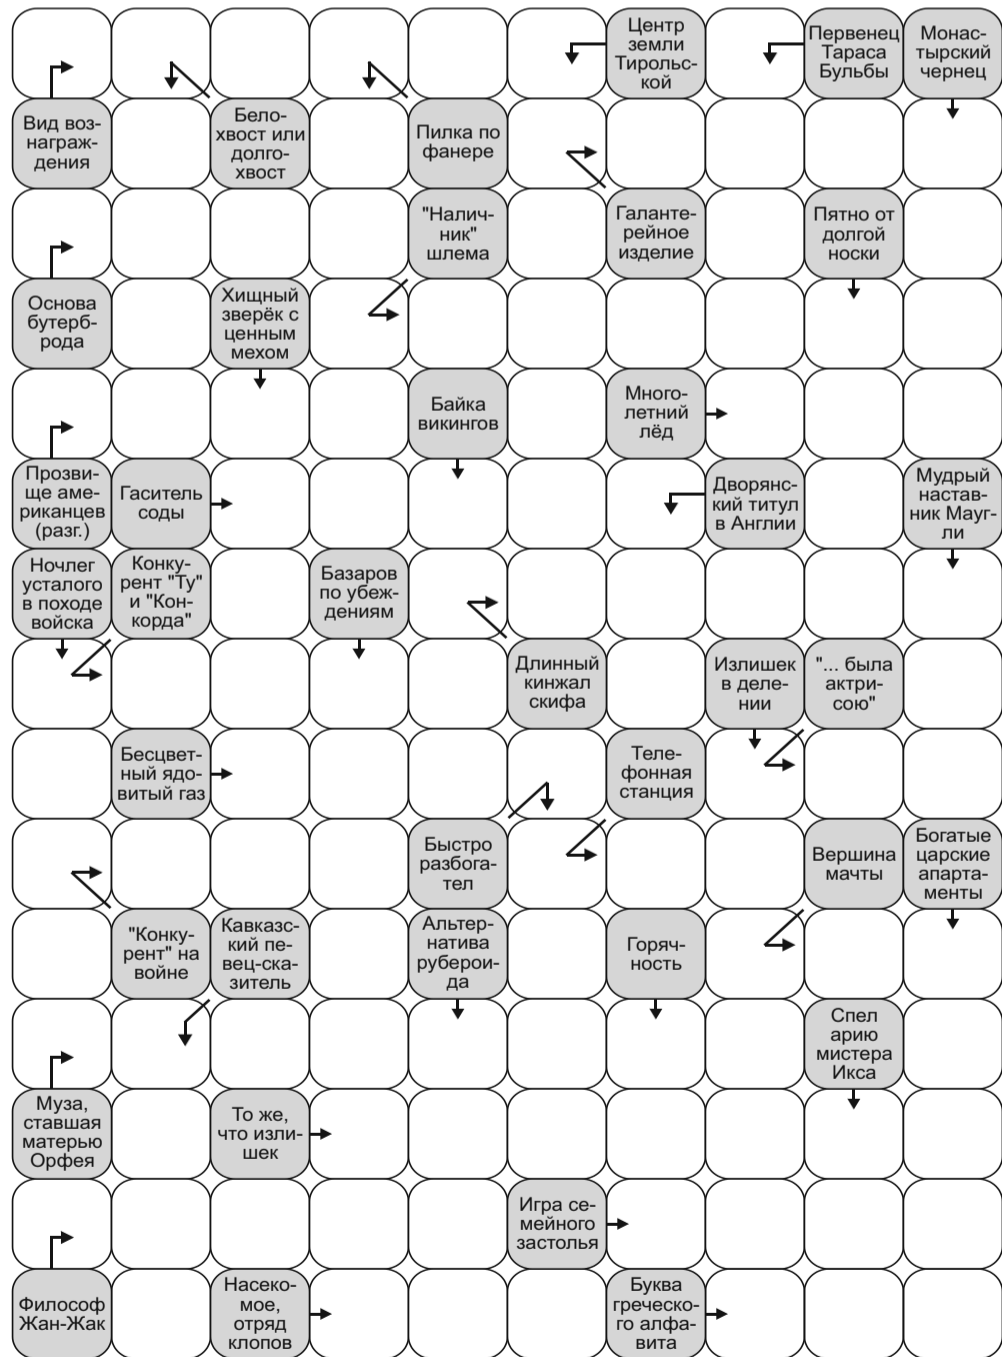 Центр
земли
Тирольс-
кой
Первенец
Тараса
Бульбы
Монас-
тырский
чернец
Вид воз-
награж-
дения
Бело-
хвост или
долго-
хвост
Пилка по
фанере
"Налич-
ник"
шлема
Галанте-
рейное
изделие
Пятно от
долгой
носки
Основа
бутерб-
рода
Хищный
зверёк с
ценным
мехом
Байка
викингов
Много-
летний
лёд
Прозви-
ще аме-
риканцев
(разг.)
Гаситель
соды
Дворянс-
кий титул
в Англии
Мудрый
настав-
ник Мауг-
ли
Ночлег
усталого
в походе
войска
Конку-
рент "Ту"
и "Кон-
корда"
Базаров
по убеж-
дениям
Длинный
кинжал
скифа
Излишек
в деле-
нии
"... была
актри-
сою"
Бесцвет-
ный ядо-
витый газ
Теле-
фонная
станция
Быстро
разбога-
тел
Вершина
мачты
Богатые
царские
апарта-
менты
"Конку-
рент" на
войне
Кавказс-
кий пе-
вец-ска-
зитель
Альтер-
натива
руберои-
да
Горяч-
ность
Спел
арию
мистера
Икса
Муза,
ставшая
матерью
Орфея
То же,
что изли-
шек
Игра се-
мейного
застолья
Философ
Жан-Жак
Насеко-
мое,
отряд
клопов
Буква
греческо-
го алфа-
вита